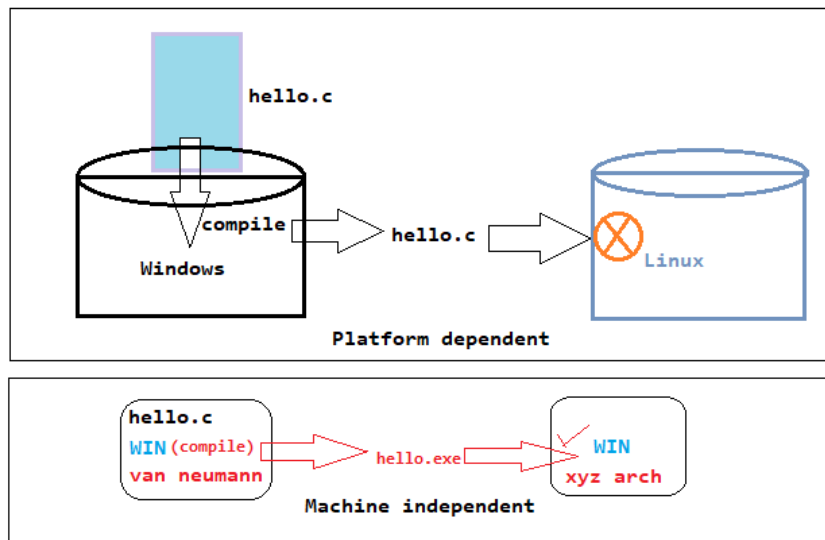 hello.c
compile
hello.c
Windows
Linux
Platform dependent
hello.c
WIN (compile)
van neumann
hello.exe
WIN
xyz arch
Machine independent